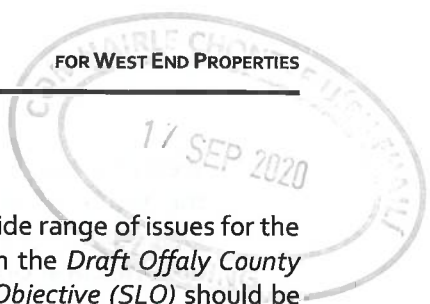 FOR WEST END PROPERTIES
17 SEP 2020
ide range of issues for the
n the Draft Offaly County
Objective (SLO) should be